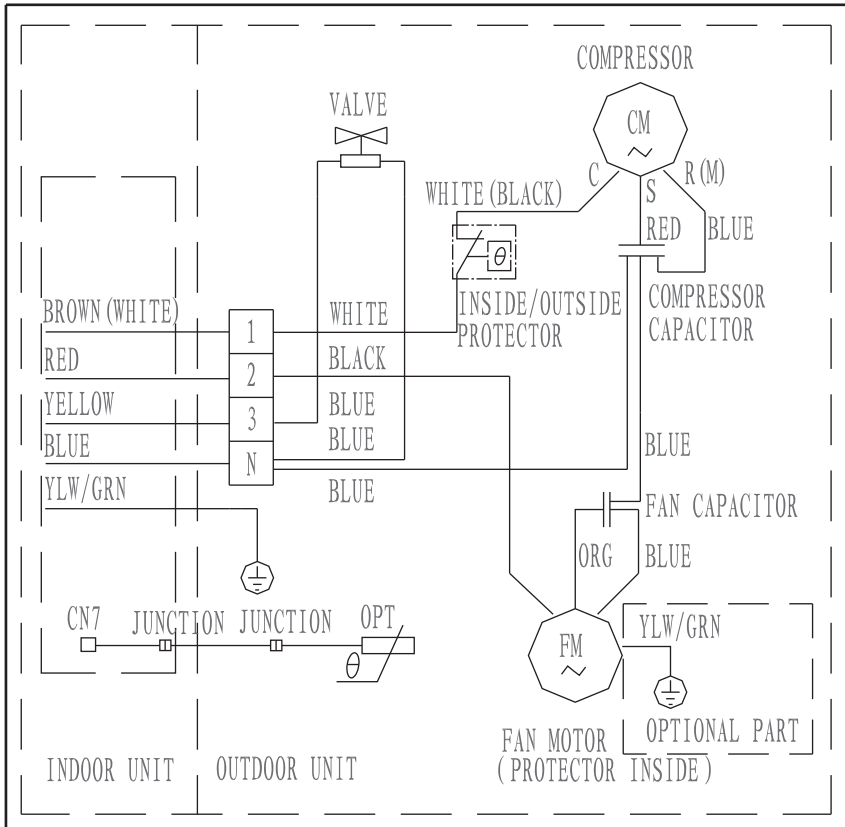 COMPRESSOR
VALVE
CM
C
S
R(M)
WHITE(BLACK)
RED
BLUE
θ
INSIDE/OUTSIDE
PROTECTOR
COMPRESSOR
CAPACITOR
BROWN(WHITE)
1
WHITE
RED
2
BLACK
YELLOW
3
BLUE
BLUE
N
BLUE
BLUE
YLW/GRN
BLUE
FAN CAPACITOR
ORG
BLUE
CN7
JUNCTION
JUNCTION
OPT
θ
FM
YLW/GRN
OPTIONAL PART
FAN MOTOR
(PROTECTOR INSIDE)
INDOOR UNIT
OUTDOOR UNIT